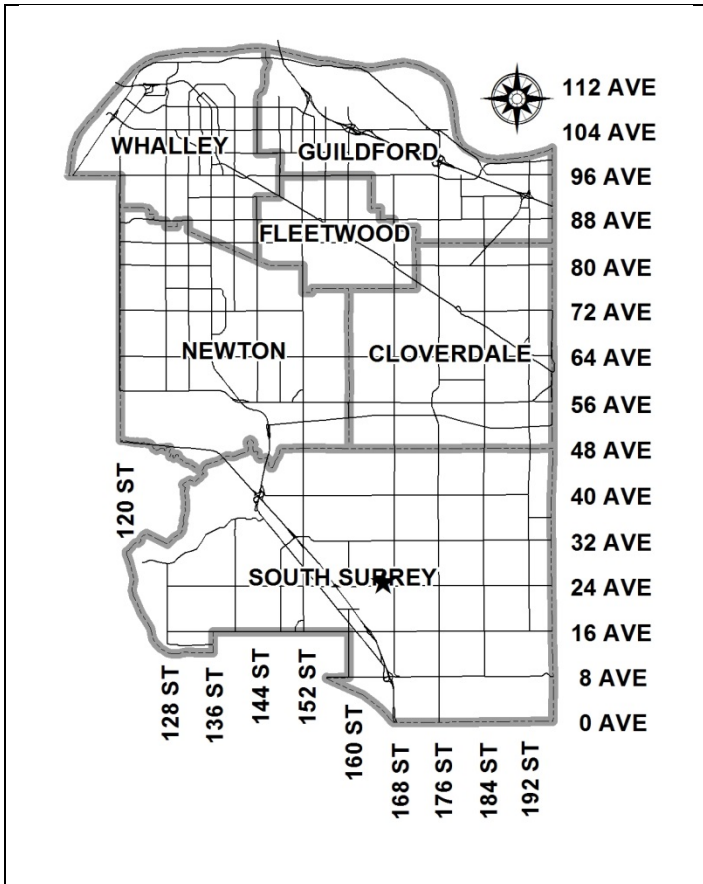 112 AVE
104 AVE
WHALLEY
GUILDFORD
96 AVE
88 AVE
FLEETWOOD
80 AVE
72 AVE
NEWTON
CLOVERDALE
64 AVE
56 AVE
48 AVE
120 ST
40 AVE
32 AVE
SOUTH SURREY
24 AVE
16 AVE
128 ST
136 ST
144 ST
152 ST
160 ST
8 AVE
0 AVE
168 ST
176 ST
184 ST
192 ST